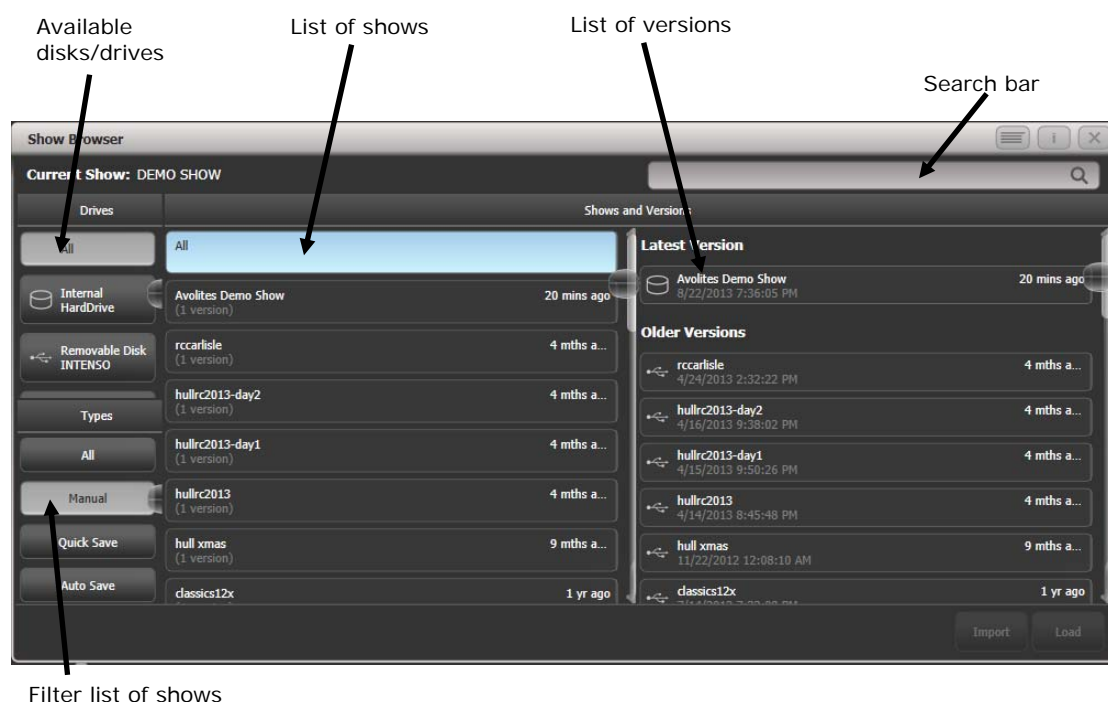 Available
disks/drives
List of shows
List of versions
Search bar
Show Browser
i
Current Show: DEMO SHOW
Drives
Shows and Versions
All
Internal
HardDrive
Removable Disk
INTENSO
Types
All
Manual
Quick Save
Auto Save
All
Avolites Demo Show 20 mins ago
(1 version)
rccarlisle 4 mths a...
(1 version)
hullrc2013-day2 4 mths a...
(1 version)
hullrc2013-day1 4 mths a...
(1 version)
hullrc2013 4 mths a...
(1 version)
hull xmas 9 mths a...
(1 version)
classics12x 1 yr ago
Latest Version
Avolites Demo Show 20 mins ago
8/22/2013 7:36:05 PM
Older Versions
rccarlisle 4 mths a...
4/24/2013 2:32:22 PM
hullrc2013-day2 4 mths a...
4/16/2013 9:38:02 PM
hullrc2013-day1 4 mths a...
4/15/2013 9:50:26 PM
hullrc2013 4 mths a...
4/14/2013 8:45:48 PM
hull xmas 9 mths a...
11/22/2012 12:08:10 AM
classics12x 1 yr ago
Import Load
Filter list of shows